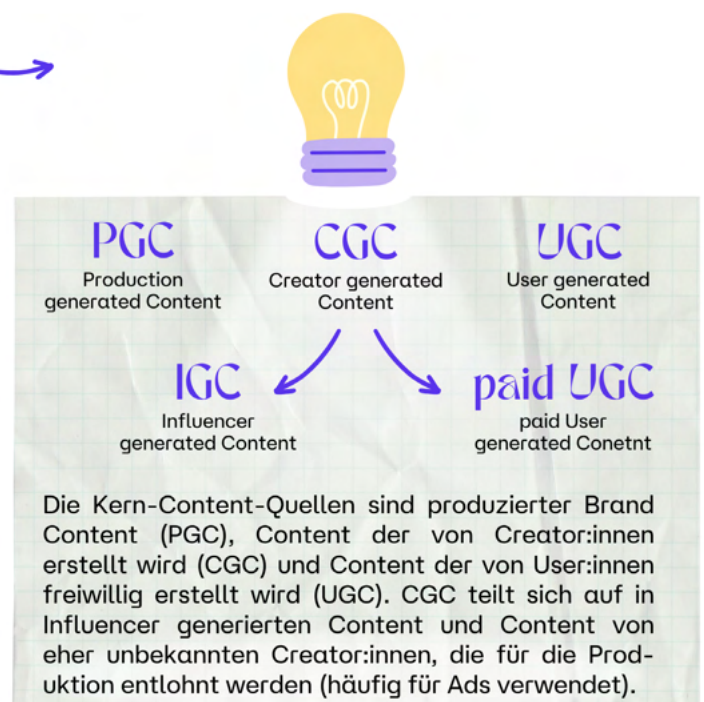 PGC
Production
generated Content
CGC
Creator generated
Content
UGC
User generated
Content
IGC
Influencer
generated Content
paid UGC
paid User
generated Conetnt
Die Kern-Content-Quellen sind produzierter Brand
Content (PGC), Content der von Creator:innen
erstellt wird (CGC) und Content der von User:innen
freiwillig erstellt wird (UGC). CGC teilt sich auf in
Influencer generierten Content und Content von
eher unbekannten Creator:innen, die für die Prod-
uktion entlohnt werden (häufig für Ads verwendet).